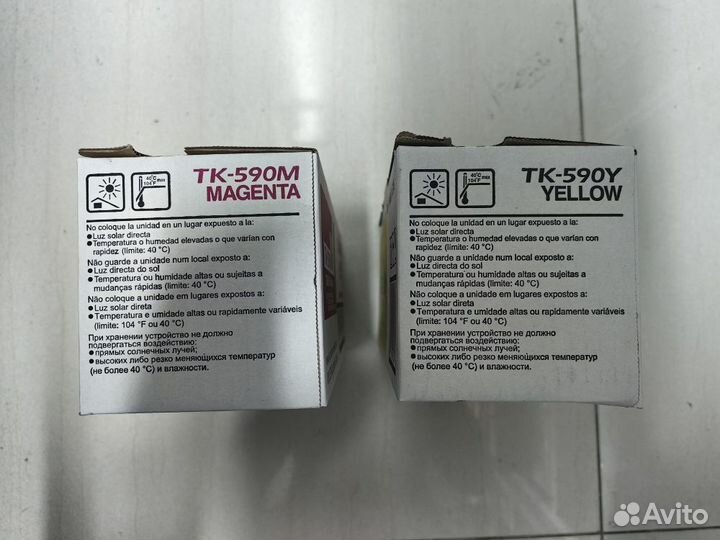 40°C
104°F
max
TK-590M
MAGENTA
No coloque la unidad en un lugar expuesto a la:
●Luz solar directa
●Temperatura o humedad elevadas o que varían con
rapidez (límite: 40 °C)
Não guarde a unidade num local exposto a:
●Luz directa do sol
●Temperatura ou humidade altas ou sujeitas a
mudanças rápidas (limite: 40 °C)
Não coloque a unidade em lugares expostos a:
●Luz solar direta
●Temperatura e umidade altas ou rapidamente variáveis
(limite: 104 °F ou 40 °C)
При хранении устройство не должно
подвергаться воздействию:
●прямых солнечных лучей;
●высоких либо резко меняющихся температур
(не более 40 °C) и влажности.
40°C
104°F
max
TK-590Y
YELLOW
No coloque la unidad en un lugar expuesto a la:
●Luz solar directa
●Temperatura o humedad elevadas o que varían con
rapidez (límite: 40 °C)
Não guarde a unidade num local exposto a:
●Luz directa do sol
●Temperatura ou humidade altas ou sujeitas a
mudanças rápidas (limite: 40 °C)
Não coloque a unidade em lugares expostos a:
●Luz solar direta
●Temperatura e umidade altas ou rapidamente variáveis
(limite: 104 °F ou 40 °C)
При хранении устройство не должно
подвергаться воздействию:
●прямых солнечных лучей;
●высоких либо резко меняющихся температур
(не более 40 °C) и влажности.
Avito